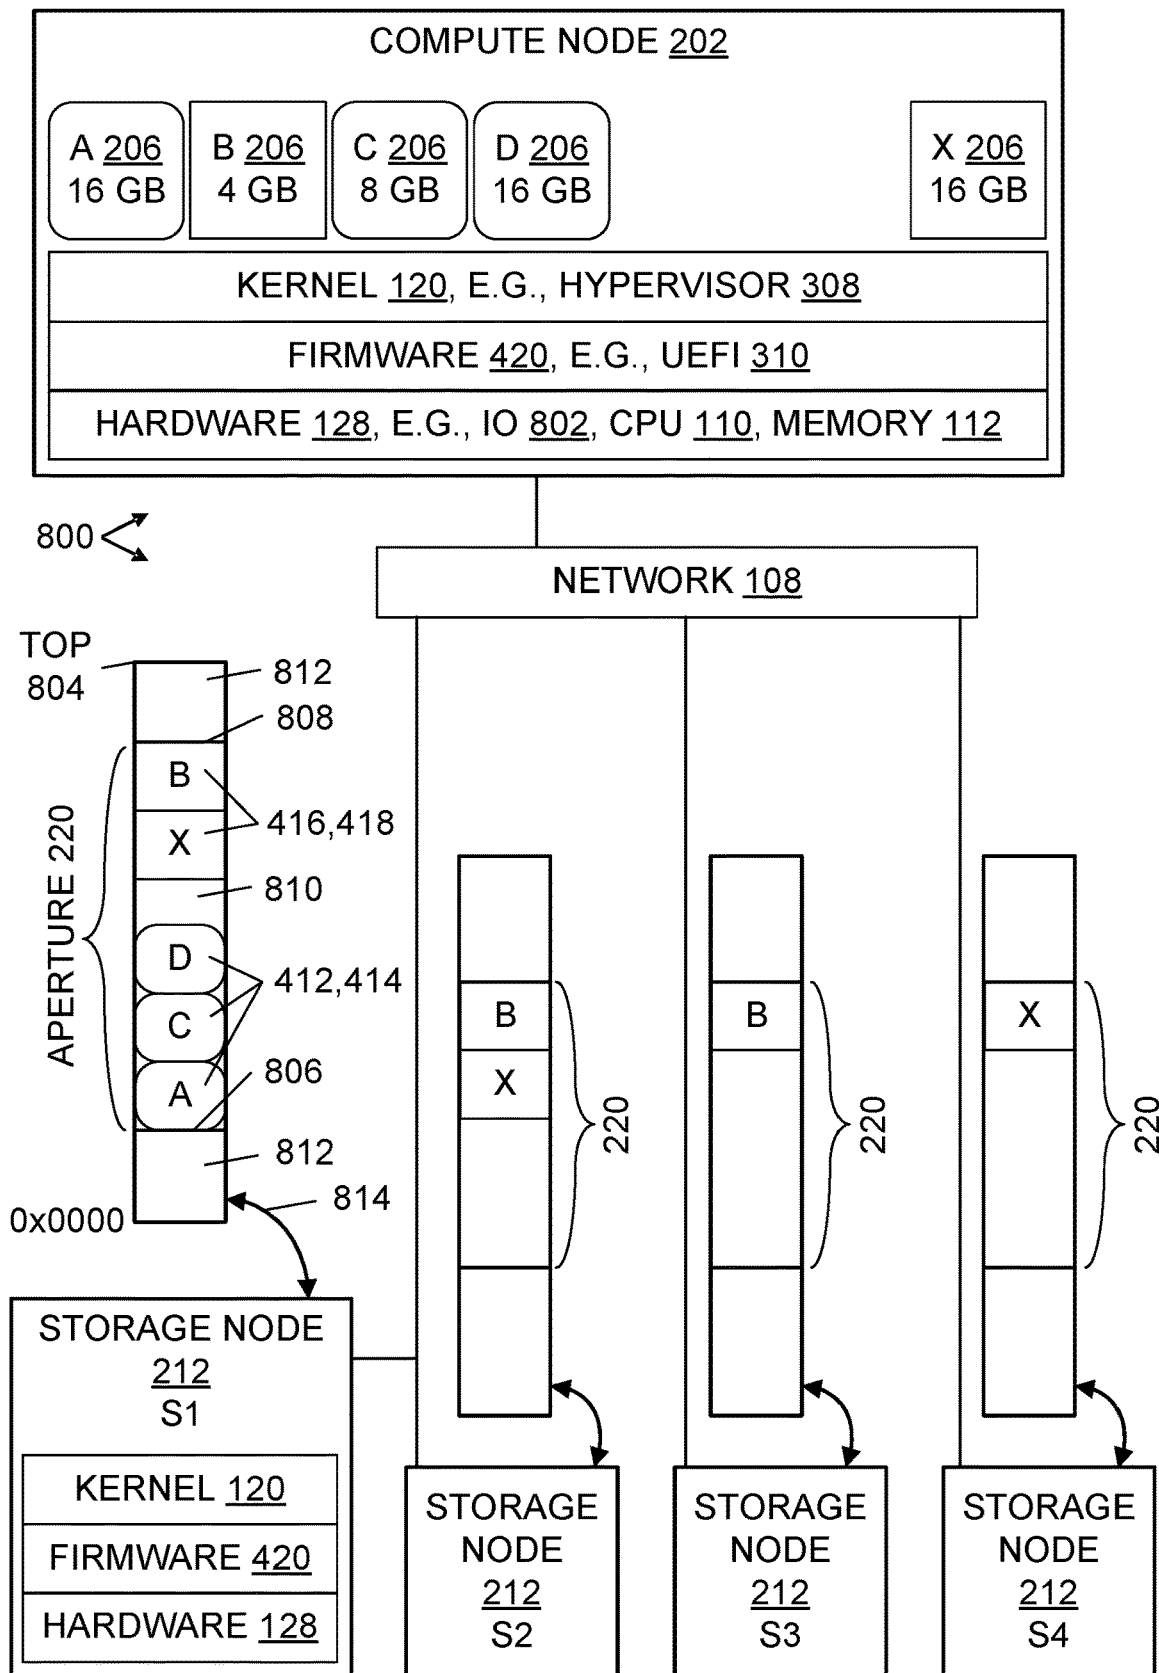 COMPUTE NODE 202
A 206
16 GB
B 206
4 GB
C 206
8 GB
D 206
16 GB
X 206
16 GB
KERNEL 120, E.G., HYPERVISOR 308
FIRMWARE 420, E.G., UEFI 310
HARDWARE 128, E.G., IO 802, CPU 110, MEMORY 112
800
NETWORK 108
TOP
804
812
808
B
416,418
X
810
D
412,414
C
806
A
812
814
0x0000
APERTURE 220
B
X
220
B
220
X
220
STORAGE NODE
212
S1
KERNEL 120
FIRMWARE 420
HARDWARE 128
STORAGE
NODE
212
S2
STORAGE
NODE
212
S3
STORAGE
NODE
212
S4